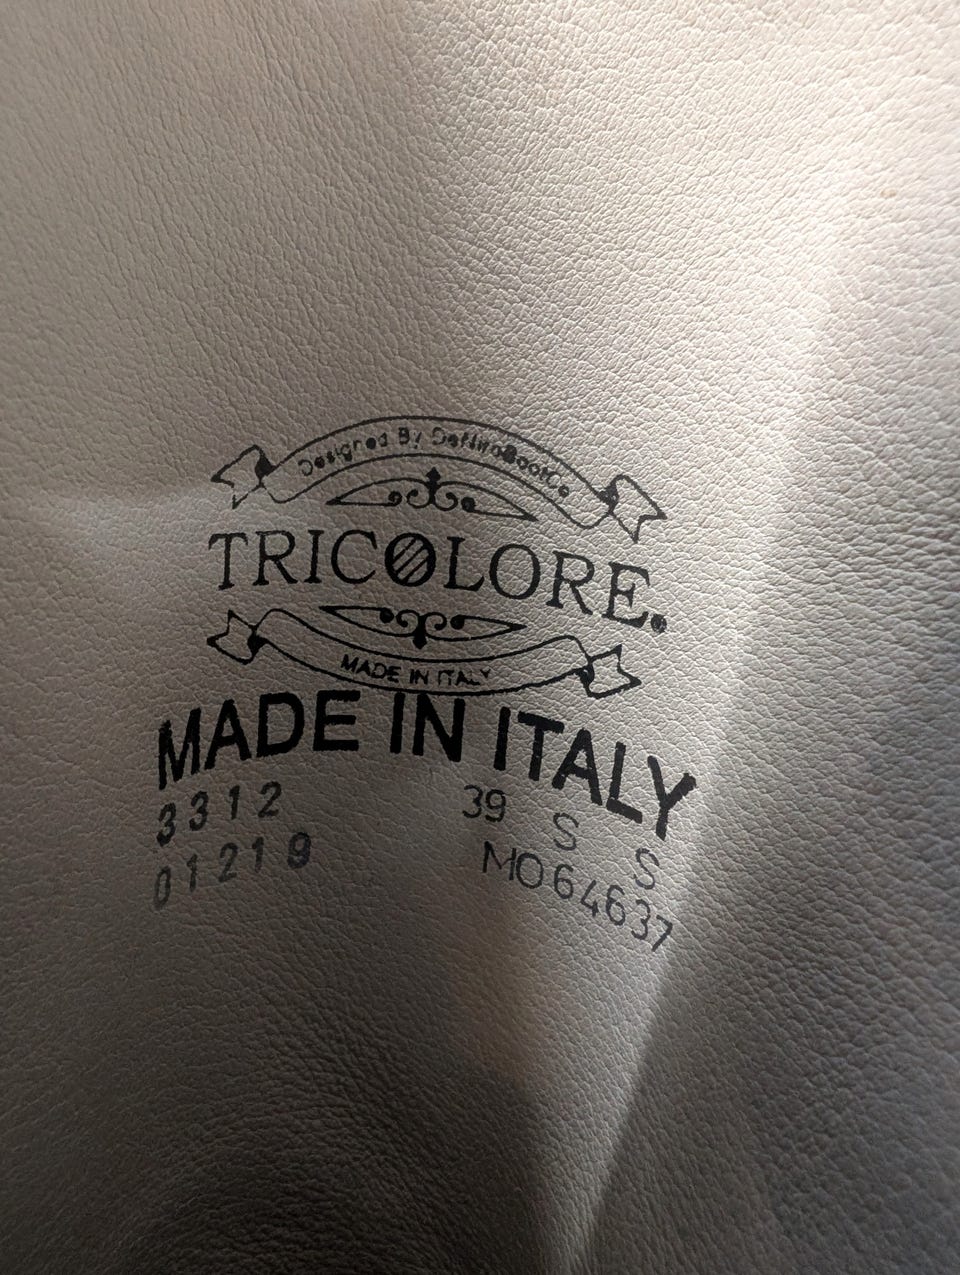 Designed By DeNiroBootCo
TRICOLORE.
MADE IN ITALY
MADE IN ITALY
3312 39 S S
01219 MO64637